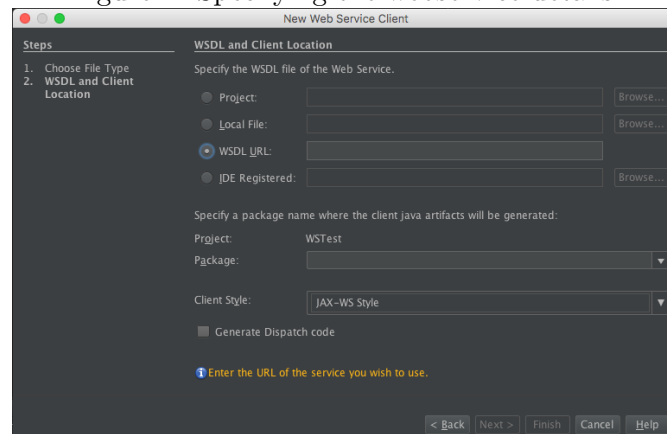 New Web Service Client
Steps
1. Choose File Type
2. WSDL and Client
Location
WSDL and Client Location
Specify the WSDL file of the Web Service.
Project:
Browse...
Local File:
Browse...
WSDL URL:
IDE Registered:
Browse...
Specify a package name where the client java artifacts will be generated:
Project: WSTest
Package:
Client Style: JAX-WS Style
Generate Dispatch code
Enter the URL of the service you wish to use.
< Back Next > Finish Cancel Help